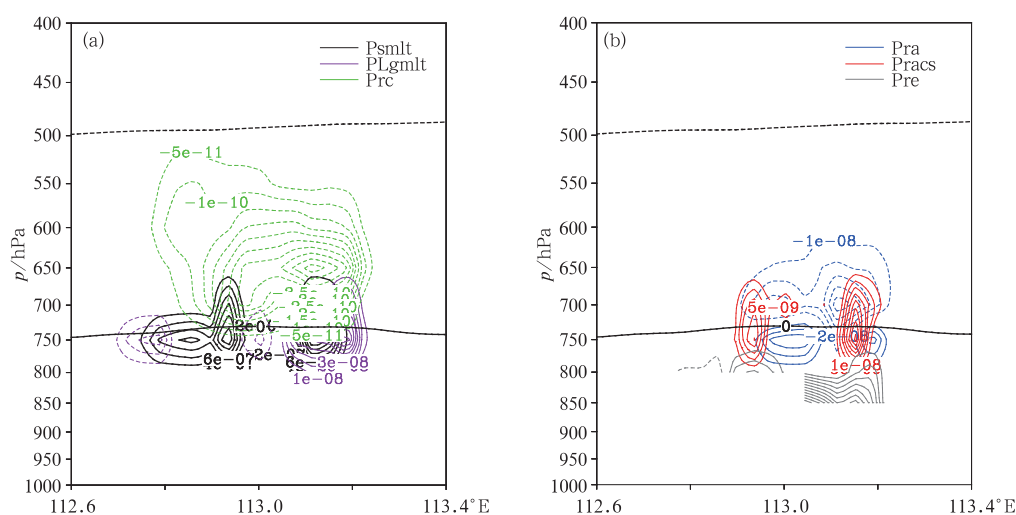 (a)
Psmlt
PLgmlt
Prc
400
450
500
550
600
650
700
750
800
850
900
950
1000
p/hPa
-5e-11
-1e-10
-5e-11
6e-07
3e-08
1e-08
112.6
113.0
113.4°E
(b)
Pra
Pracs
Pre
400
450
500
550
600
650
700
750
800
850
900
950
1000
p/hPa
-1e-08
5e-09
0
-2e-08
1e-08
112.6
113.0
113.4°E